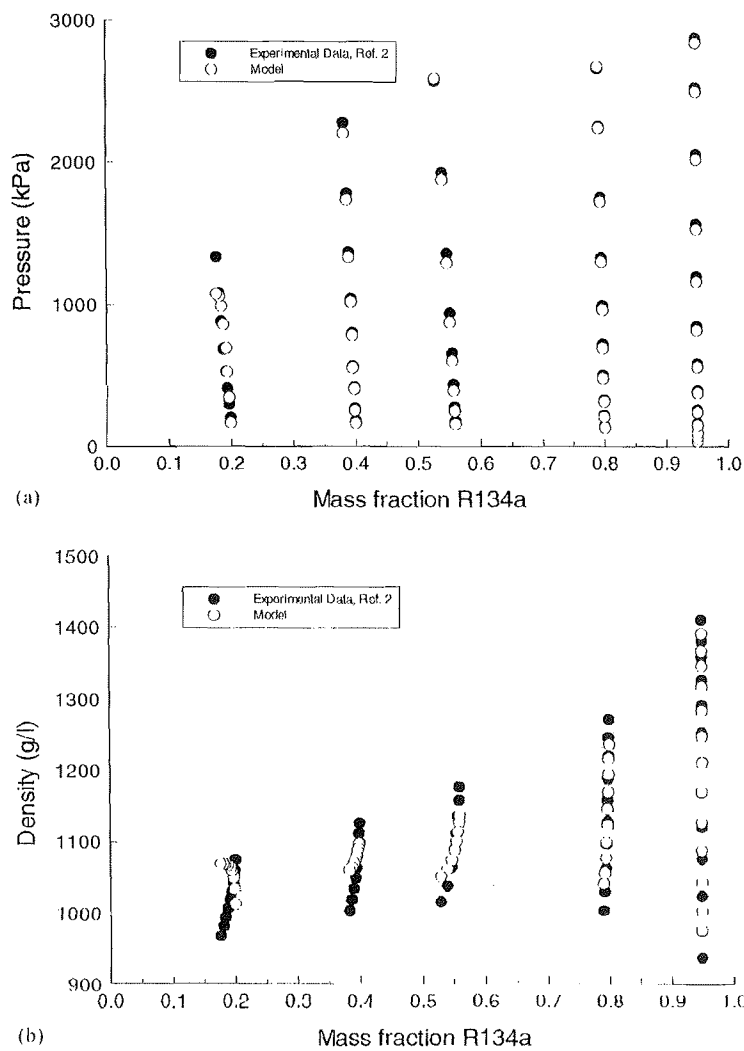 3000
Experimental Data, Ref. 2
Model
2000
Pressure (kPa)
1000
0
0.0 0.1 0.2 0.3 0.4 0.5 0.6 0.7 0.8 0.9 1.0
(a)
Mass fraction R134a
1500
Experimental Data, Ref. 2
Model
1400
1300
Density (g/l)
1200
1100
1000
900
0.0 0.1 0.2 0.3 0.4 0.5 0.6 0.7 0.8 0.9 1.0
(b)
Mass fraction R134a